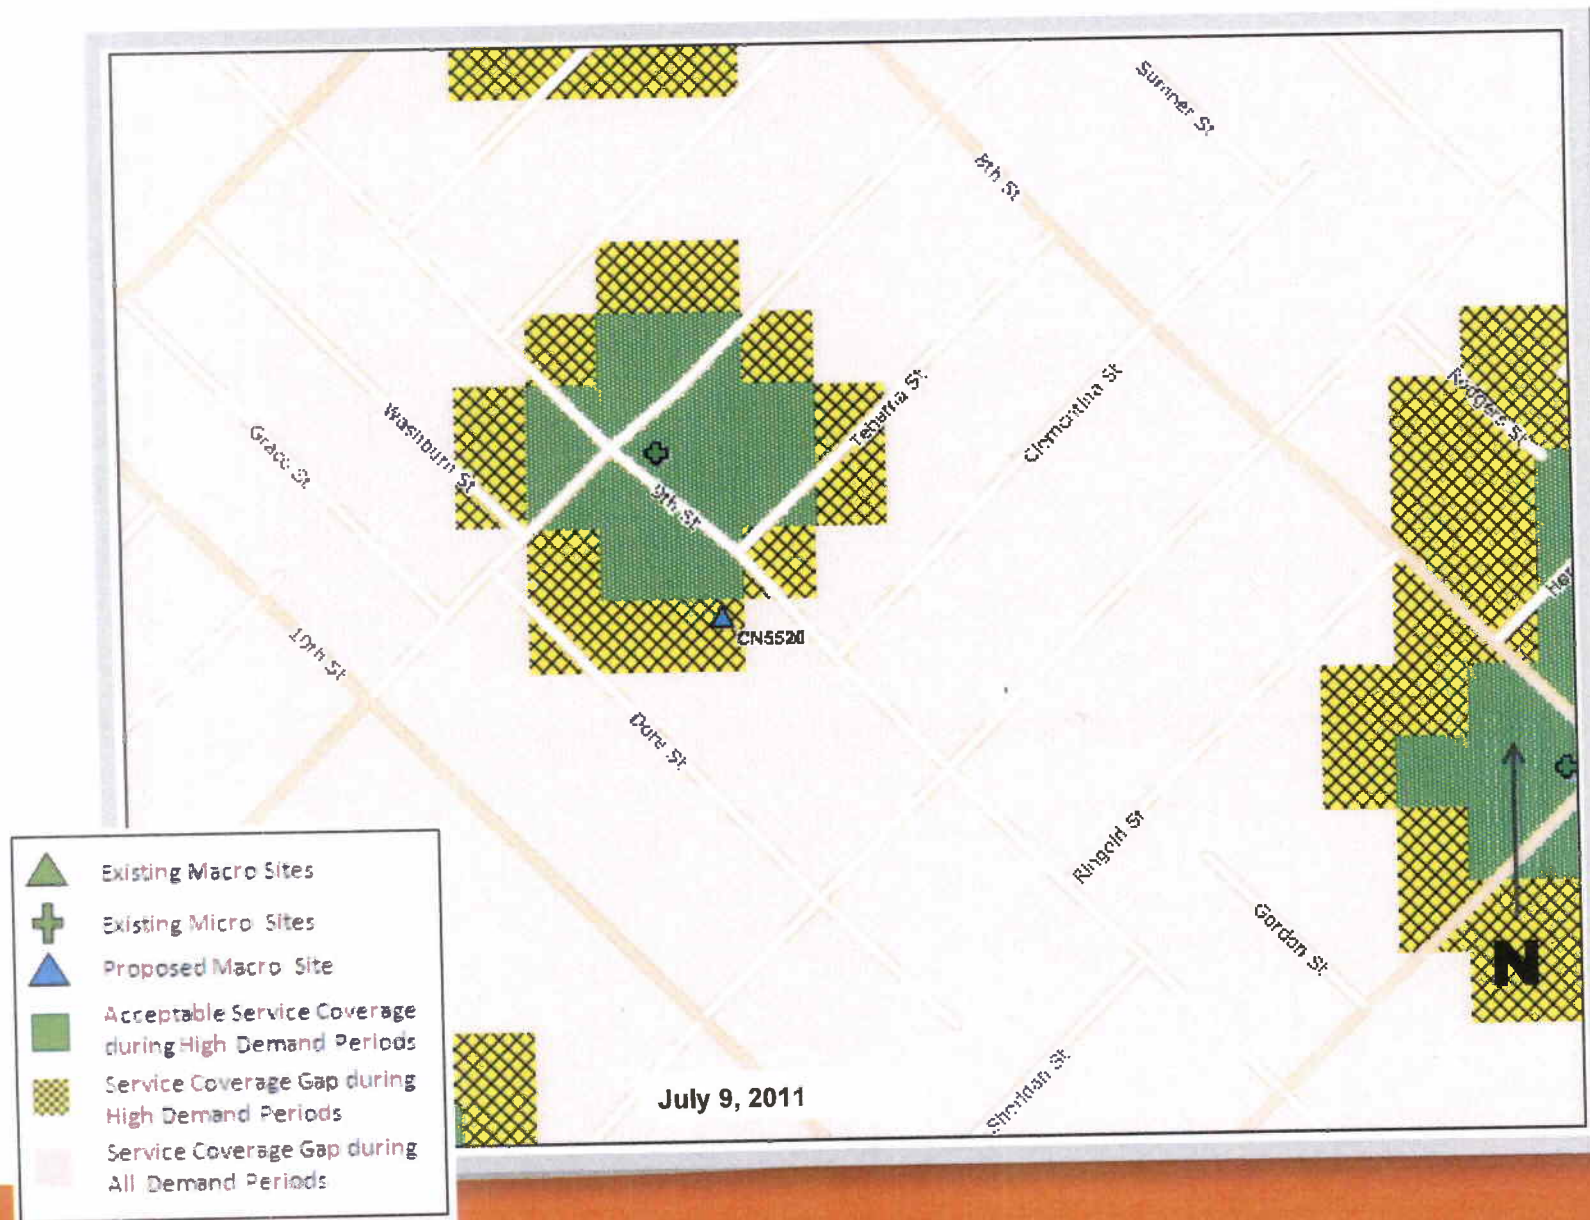 Sumner St
8th St
Rodgers St
Tehama St
Clementina St
Washburn St
Grace St
9th St
Her
CN5520
10th St
Dore St
Ringold St
Gordon St
N
Sheridan St
July 9, 2011
Existing Macro Sites
Existing Micro Sites
Proposed Macro Site
Acceptable Service Coverage
during High Demand Periods
Service Coverage Gap during
High Demand Periods
Service Coverage Gap during
All Demand Periods